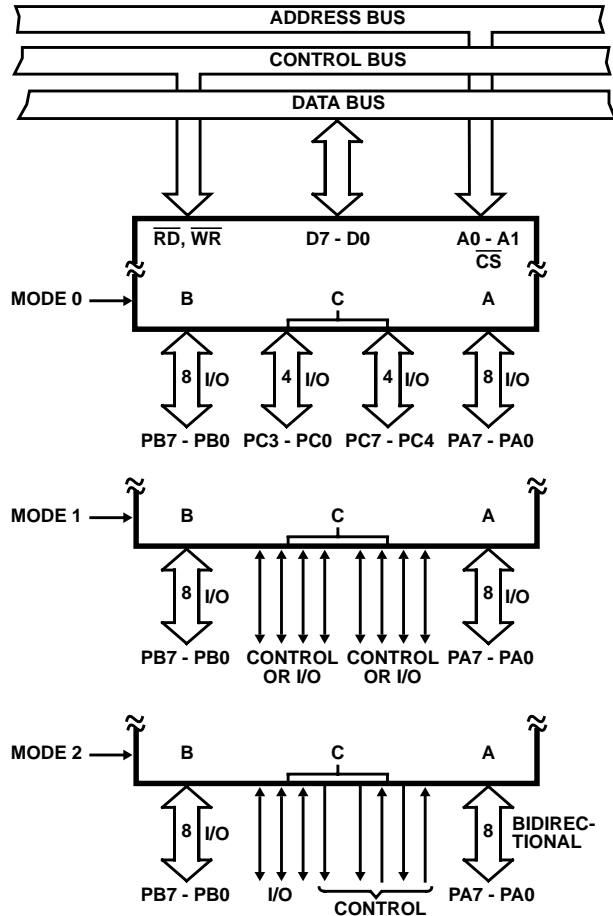 ADDRESS BUS
CONTROL BUS
DATA BUS
RD, WR D7 - D0 A0 - A1
CS
MODE 0 B C A
8 I/O 4 I/O 4 I/O 8 I/O
PB7 - PB0 PC3 - PC0 PC7 - PC4 PA7 - PA0
MODE 1 B C A
8 I/O 8 I/O
PB7 - PB0 CONTROL CONTROL PA7 - PA0
OR I/O OR I/O
MODE 2 B C A
8 I/O 8 BIDIREC-
TIONAL
PB7 - PB0 I/O PA7 - PA0
CONTROL